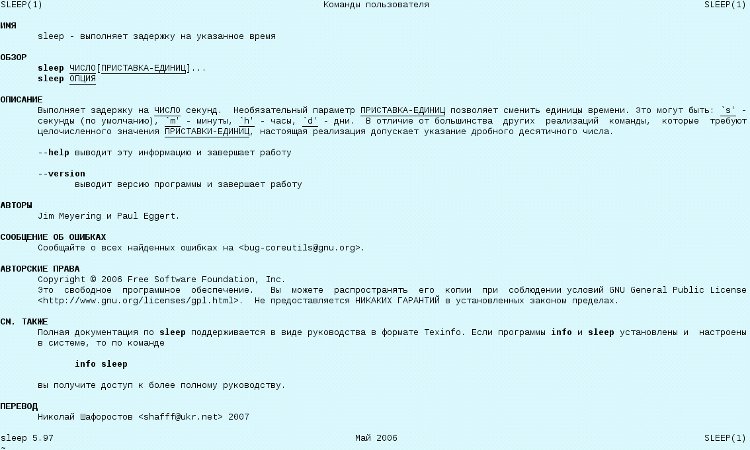 SLEEP(1) Команды пользователя SLEEP(1)
ИМЯ
sleep - выполняет задержку на указанное время
ОБЗОР
sleep ЧИСЛО[ПРИСТАВКА-ЕДИНИЦ]...
sleep ОПЦИЯ
ОПИСАНИЕ
Выполняет задержку на ЧИСЛО секунд. Необязательный параметр ПРИСТАВКА-ЕДИНИЦ позволяет сменить единицы времени. Это могут быть: `s' -
секунды (по умолчанию), `m' - минуты, `h' - часы, `d' - дни. В отличие от большинства других реализаций команды, которые требуют
целочисленного значения ПРИСТАВКИ-ЕДИНИЦ, настоящая реализация допускает указание дробного десятичного числа.
--help выводит эту информацию и завершает работу
--version
выводит версию программы и завершает работу
АВТОРЫ
Jim Meyering и Paul Eggert.
СООБЩЕНИЕ ОБ ОШИБКАХ
Сообщайте о всех найденных ошибках на <bug-coreutils@gnu.org>.
АВТОРСКИЕ ПРАВА
Copyright © 2006 Free Software Foundation, Inc.
Это свободное программное обеспечение. Вы можете распространять его копии при соблюдении условий GNU General Public License
<http://www.gnu.org/licenses/gpl.html>. Не предоставляется НИКАКИХ ГАРАНТИЙ в установленных законом пределах.
СМ. ТАКЖЕ
Полная документация по sleep поддерживается в виде руководства в формате Texinfo. Если программы info и sleep установлены и настроены
в системе, то по команде
info sleep
вы получите доступ к более полному руководству.
ПЕРЕВОД
Николай Шафоростов <shafff@ukr.net> 2007
sleep 5.97 Май 2006 SLEEP(1)